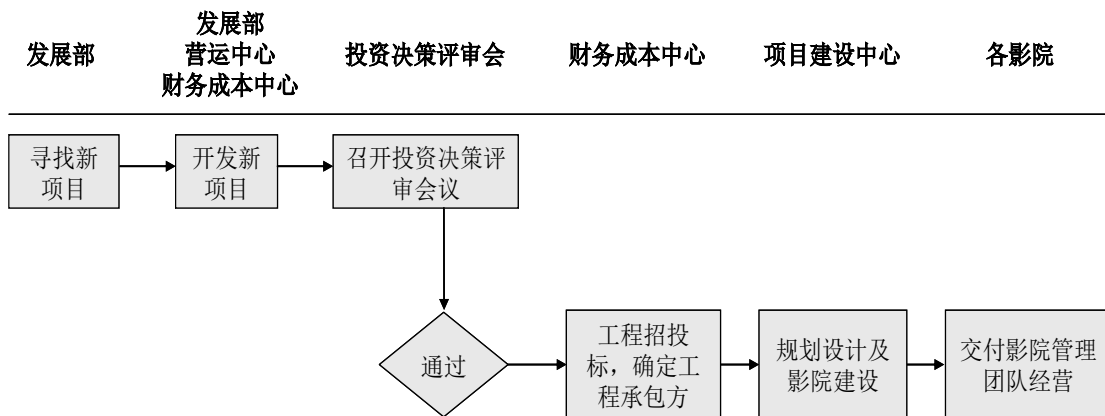 发展部
发展部
营运中心
财务成本中心
投资决策评审会
财务成本中心
项目建设中心
各影院
寻找新
项目
开发新
项目
召开投资决策评
审会议
通过
工程招投
标，确定工
程承包方
规划设计及
影院建设
交付影院管理
团队经营